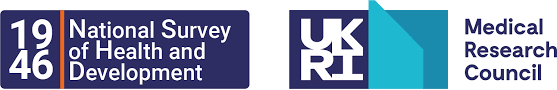 19
46
National Survey
of Health and
Development
UK
RI
Medical
Research
Council